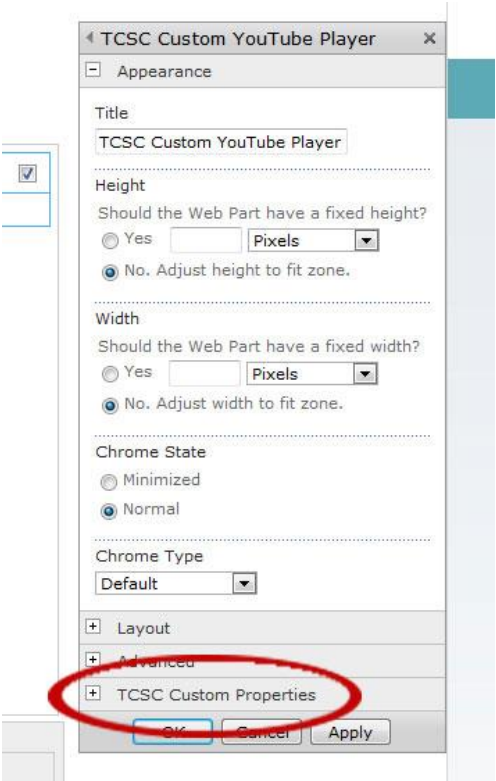 TCSC Custom YouTube Player
Appearance
Title
TCSC Custom YouTube Player
Height
Should the Web Part have a fixed height?
Yes Pixels
No. Adjust height to fit zone.
Width
Should the Web Part have a fixed width?
Yes Pixels
No. Adjust width to fit zone.
Chrome State
Minimized
Normal
Chrome Type
Default
Layout
Advanced
TCSC Custom Properties
OK Cancel Apply